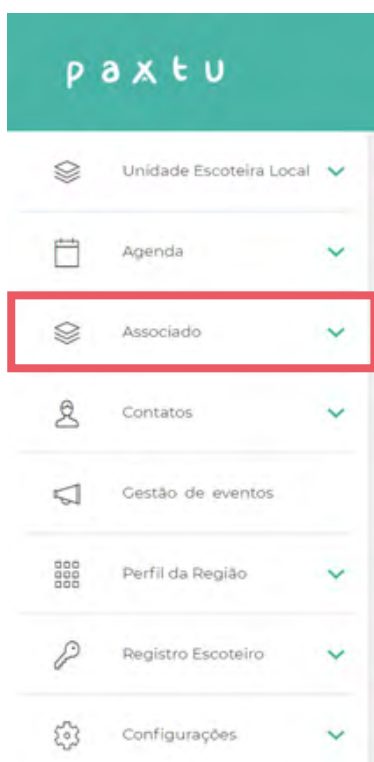 paxtu
Unidade Escoteira Local
Agenda
Associado
Contatos
Gestão de eventos
Perfil da Região
Registro Escoteiro
Configurações